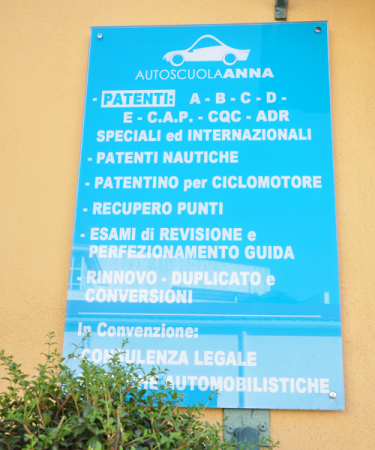 AUTOSCUOLAANNA
- PATENTI: A - B - C - D -
E - C.A.P. - CQC - ADR
SPECIALI ed INTERNAZIONALI
- PATENTI NAUTICHE
- PATENTINO per CICLOMOTORE
- RECUPERO PUNTI
- ESAMI di REVISIONE e
PERFEZIONAMENTO GUIDA
- RINNOVO - DUPLICATO e
CONVERSIONI
In Convenzione:
CONSULENZA LEGALE
AUTOMOBILISTICHE